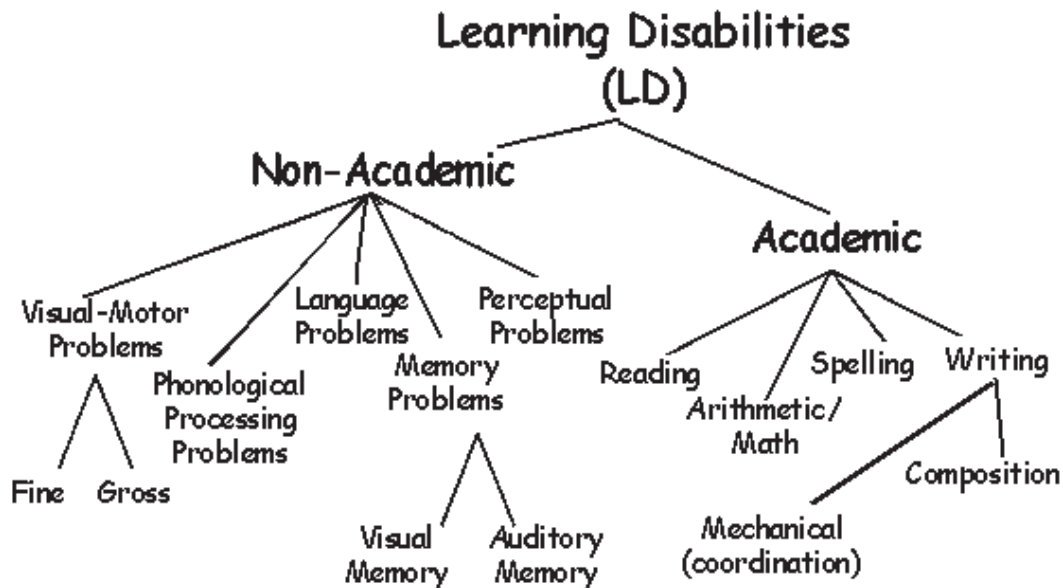 Learning Disabilities
(LD)
Non-Academic
Academic
Visual-Motor
Problems
Phonological
Processing
Problems
Language
Problems
Memory
Problems
Perceptual
Problems
Reading
Arithmetic/
Math
Spelling
Writing
Fine
Gross
Visual
Memory
Auditory
Memory
Mechanical
(coordination)
Composition